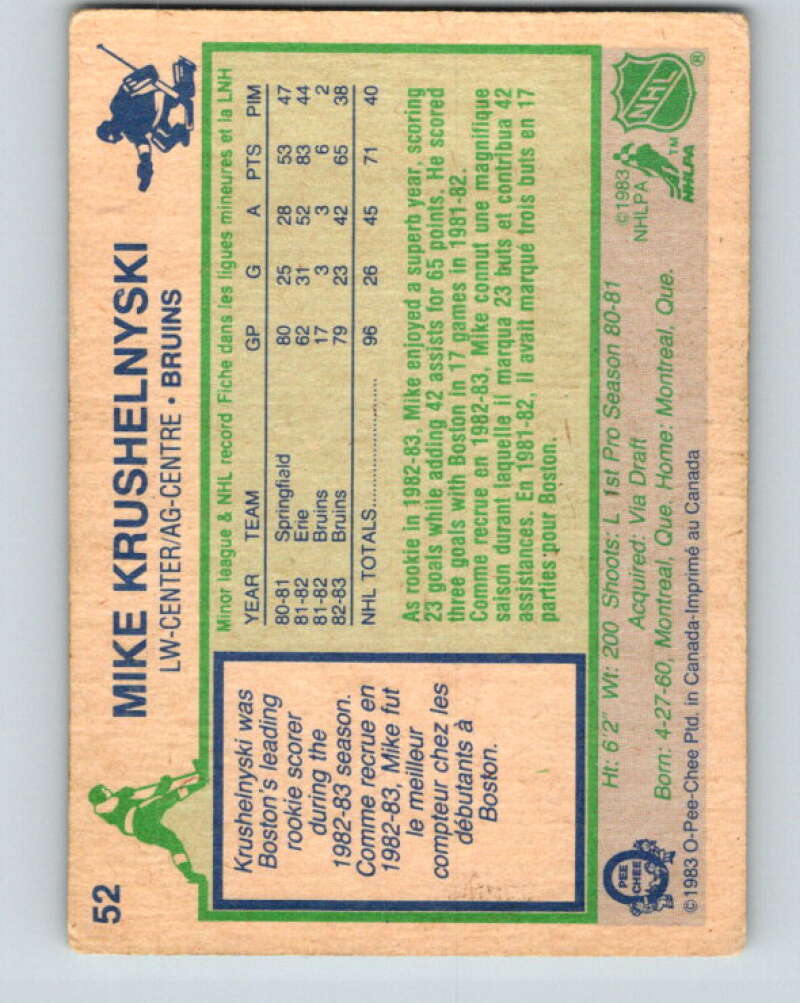 52
MIKE KRUSHELNYSKI
LW-CENTER/AG-CENTRE • BRUINS
Krushelnyski was
Boston's leading
rookie scorer
during the
1982-83 season.
Comme recrue en
1982-83, Mike fut
le meilleur
compteur chez les
débutants à
Boston.
Minor league & NHL record Fiche dans les ligues mineures et la LNH
YEAR TEAM GP G A PTS PIM
80-81 Springfiald 80 25 28 53 47
81-82 Erie 62 31 52 83 44
81-82 Bruins 17 3 3 6 2
82-83 Bruins 79 23 42 65 38
NHL TOTALS.................... 96 26 45 71 40
As rookie in 1982-83, Mike enjoyed a superb year, scoring
23 goals while adding 42 assists for 65 points. He scored
three goals with Boston in 17 games in 1981-82.
Comme recrue en 1982-83, Mike connut une magnifique
saison durant laquelle il marqua 23 buts et contribua 42
assistances. En 1981-82, il avait marqué trois buts en 17
parties pour Boston.
Ht: 6'2" Wt: 200 Shoots: L 1st Pro Season 80-81
Acquired: Via Draft
Born: 4-27-60, Montreal, Que. Home: Montreal, Que.
©1983 O-Pee-Chee Ptd. in Canada-Imprimé au Canada
O
PEE
CHEE
©1983
NHLPA
NHLPA
TM
NHL
®